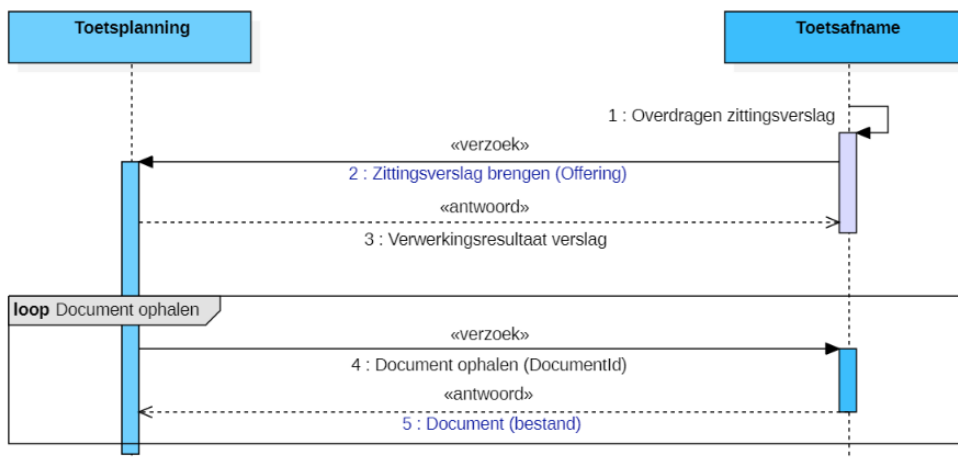 Toetsplanning
Toetsafname
1 : Overdragen zittingsverslag
«verzoek»
2 : Zittingsverslag brengen (Offering)
«antwoord»
3 : Verwerkingsresultaat verslag
loop Document ophalen
«verzoek»
4 : Document ophalen (DocumentId)
«antwoord»
5 : Document (bestand)